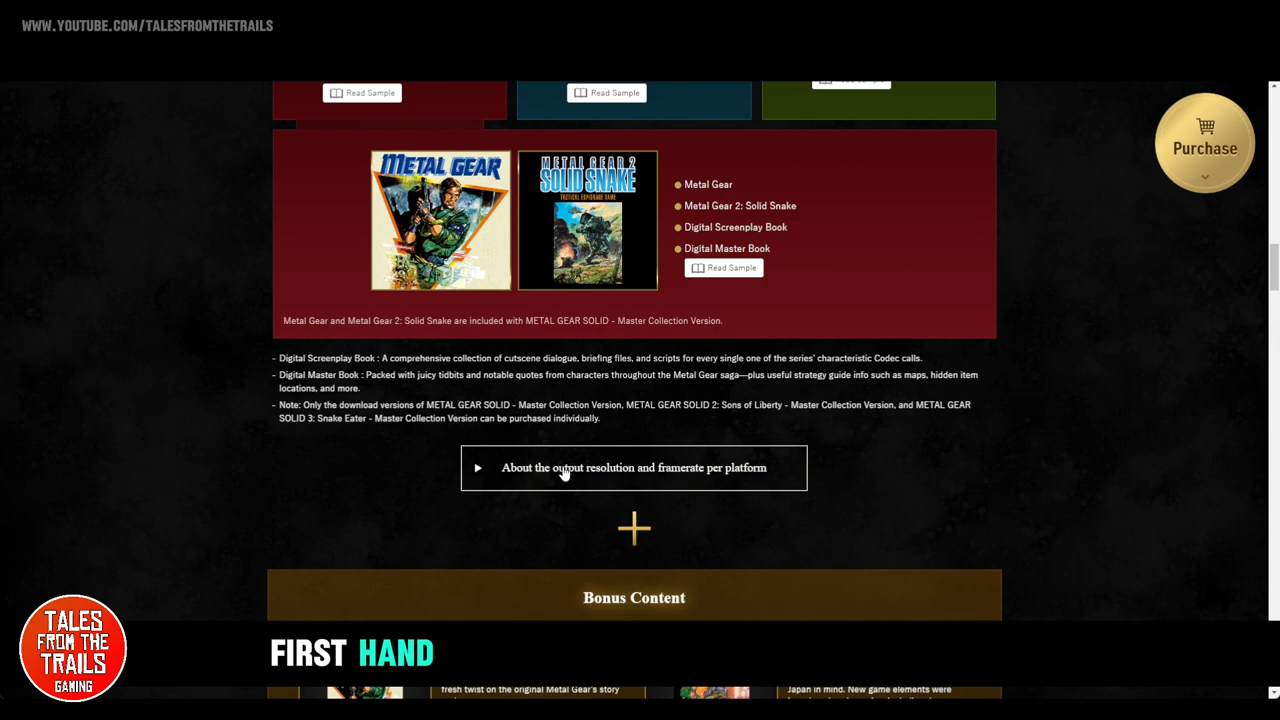 WWW.YOUTUBE.COM/TALESFROMTHETRAILS
Read Sample
Read Sample
Read Sample
Purchase
METAL GEAR
METAL GEAR 2
SOLID SNAKE
TACTICAL ESPIONAGE GAME
Metal Gear
Metal Gear 2: Solid Snake
Digital Screenplay Book
Digital Master Book
Read Sample
Metal Gear and Metal Gear 2: Solid Snake are included with METAL GEAR SOLID - Master Collection Version.
- Digital Screenplay Book : A comprehensive collection of cutscene dialogue, briefing files, and scripts for every single one of the series' characteristic Codec calls.
- Digital Master Book : Packed with juicy tidbits and notable quotes from characters throughout the Metal Gear saga—plus useful strategy guide info such as maps, hidden item
locations, and more.
- Note: Only the download versions of METAL GEAR SOLID - Master Collection Version, METAL GEAR SOLID 2: Sons of Liberty - Master Collection Version, and METAL GEAR
SOLID 3: Snake Eater - Master Collection Version can be purchased individually.
About the output resolution and framerate per platform
Bonus Content
TALES
FROM THE
TRAILS
GAMING
FIRST HAND
fresh twist on the original Metal Gear's story
Japan in mind. New game elements were